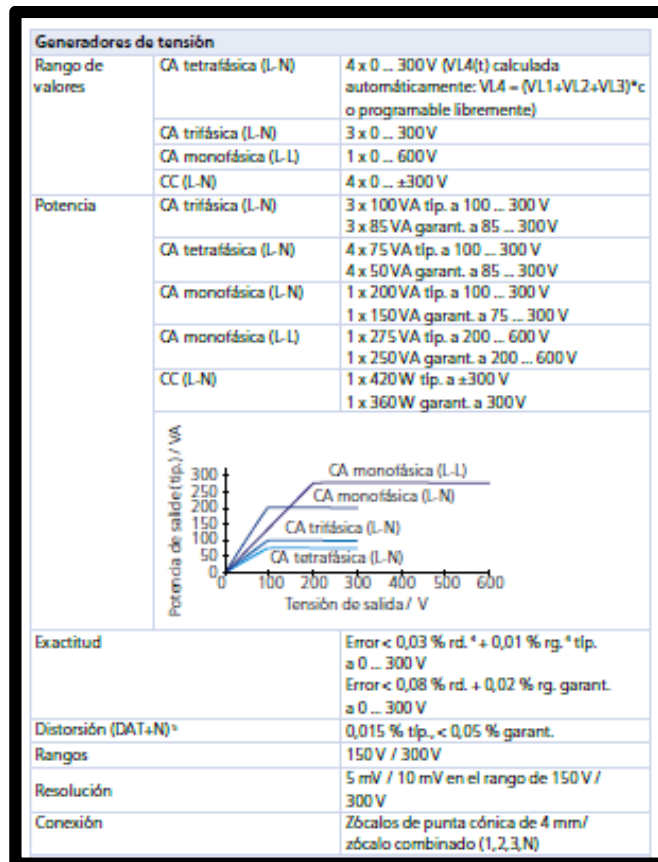 Generadores de tensión
Rango de valores
CA tetrafásica (L-N)
4 x 0 ... 300 V (VL4(t) calculada
automáticamente: VL4 = (VL1+VL2+VL3)*c
o programable libremente)
CA trifásica (L-N)
3 x 0 ... 300 V
CA monofásica (L-L)
1 x 0 ... 600 V
CC (L-N)
4 x 0 ... ±300 V
Potencia
CA trifásica (L-N)
3 x 100 VA típ. a 100 ... 300 V
3 x 85 VA garant. a 85 ... 300 V
CA tetrafásica (L-N)
4 x 75 VA típ. a 100 ... 300 V
4 x 50 VA garant. a 85 ... 300 V
CA monofásica (L-N)
1 x 200 VA típ. a 100 ... 300 V
1 x 150 VA garant. a 75 ... 300 V
CA monofásica (L-L)
1 x 275 VA típ. a 200 ... 600 V
1 x 250 VA garant. a 200 ... 600 V
CC (L-N)
1 x 420 W típ. a ±300 V
1 x 360 W garant. a 300 V
Potencia de salide (típ.) / VA
300
250
200
150
100
50
0
CA monofásica (L-L)
CA monofásica (L-N)
CA trifásica (L-N)
CA tetrafásica (L-N)
0 100 200 300 400 500 600
Tensión de salida / V
Exactitud
Error < 0,03 % rd. ⁴ + 0,01 % rg. ⁴ típ.
a 0 ... 300 V
Error < 0,08 % rd. + 0,02 % rg. garant.
a 0 ... 300 V
Distorsión (DAT+N) ⁵
0,015 % típ., < 0,05 % garant.
Rangos
150 V / 300 V
Resolución
5 mV / 10 mV en el rango de 150 V /
300 V
Conexión
Zócalos de punta cónica de 4 mm/
zócalo combinado (1,2,3,N)